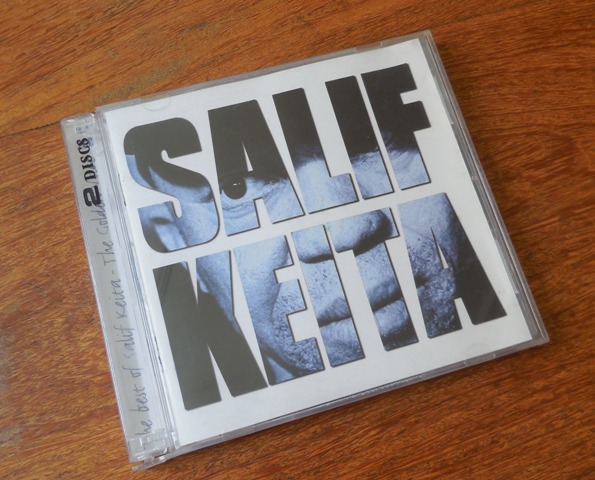 SALIF
KEITA
2 DISCS
he best of Salif Keita - The Golde